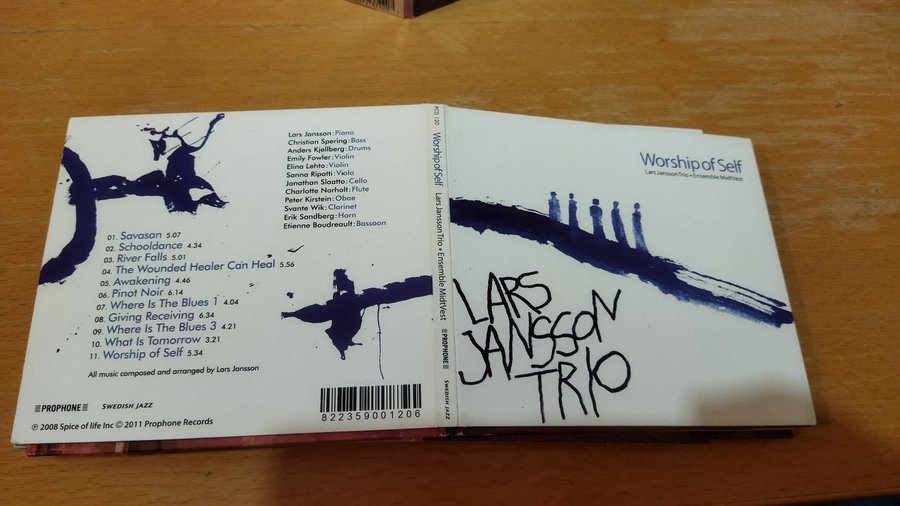 Lars Jansson: Piano
Christian Spering: Bass
Anders Kjellberg: Drums
Emily Fowler: Violin
Elina Lehto: Violin
Sanna Ripatti: Viola
Jonathan Slaatto: Cello
Charlotte Norholt: Flute
Peter Kirstein: Oboe
Svante Wik: Clarinet
Erik Sandberg: Horn
Etienne Boudreault: Bassoon
01. Savasan 5.07
02. Schooldance 4.34
03. River Falls 5.01
04. The Wounded Healer Can Heal 5.56
05. Awakening 4.46
06. Pinot Noir 6.14
07. Where Is The Blues 1 4.04
08. Giving Receiving 6.34
09. Where Is The Blues 3 4.21
10. What Is Tomorrow 3.21
11. Worship of Self 5.34
All music composed and arranged by Lars Jansson
PROPHONE SWEDISH JAZZ
℗ 2008 Spice of life Inc © 2011 Prophone Records
822359001206
PCD 120 Worship of Self Lars Jansson Trio + Ensemble MidtVest PROPHONE SWEDISH JAZZ
Worship of Self
Lars Jansson Trio + Ensemble MidtVest
LARS
JANSSON
TRIO